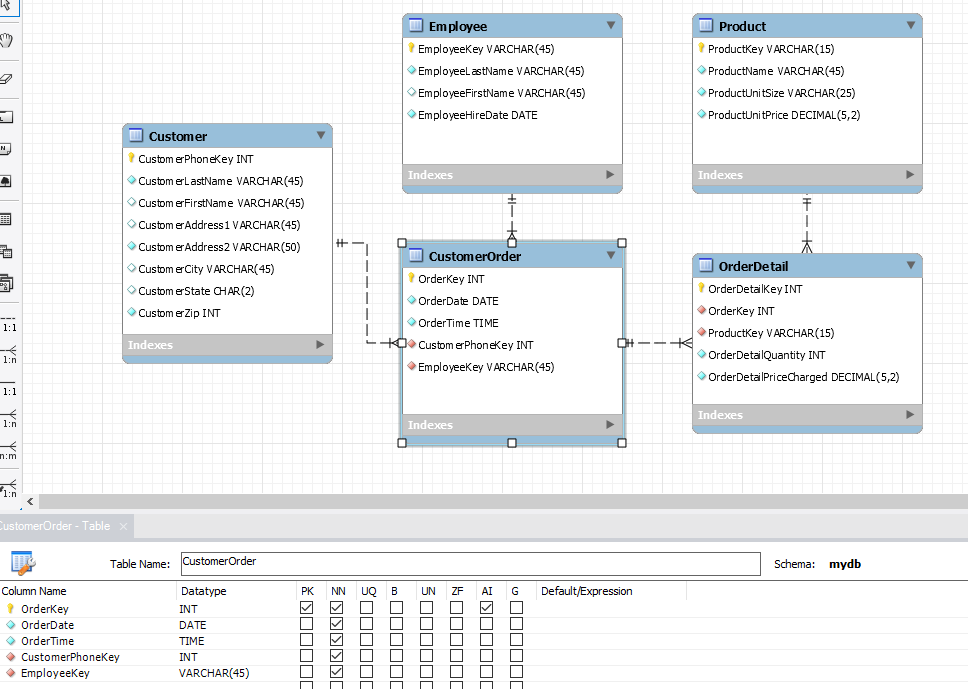 Employee
EmployeeKey VARCHAR(45)
EmployeeLastName VARCHAR(45)
EmployeeFirstName VARCHAR(45)
EmployeeHireDate DATE
Indexes
Product
ProductKey VARCHAR(15)
ProductName VARCHAR(45)
ProductUnitSize VARCHAR(25)
ProductUnitPrice DECIMAL(5,2)
Indexes
Customer
CustomerPhoneKey INT
CustomerLastName VARCHAR(45)
CustomerFirstName VARCHAR(45)
CustomerAddress1 VARCHAR(45)
CustomerAddress2 VARCHAR(50)
CustomerCity VARCHAR(45)
CustomerState CHAR(2)
CustomerZip INT
Indexes
CustomerOrder
OrderKey INT
OrderDate DATE
OrderTime TIME
CustomerPhoneKey INT
EmployeeKey VARCHAR(45)
Indexes
OrderDetail
OrderDetailKey INT
OrderKey INT
ProductKey VARCHAR(15)
OrderDetailQuantity INT
OrderDetailPriceCharged DECIMAL(5,2)
Indexes
1:1
1:n
1:1
1:n
n:m
1:n
CustomerOrder - Table
Table Name: CustomerOrder Schema: mydb
Column Name Datatype PK NN UQ B UN ZF AI G Default/Expression
OrderKey INT
OrderDate DATE
OrderTime TIME
CustomerPhoneKey INT
EmployeeKey VARCHAR(45)